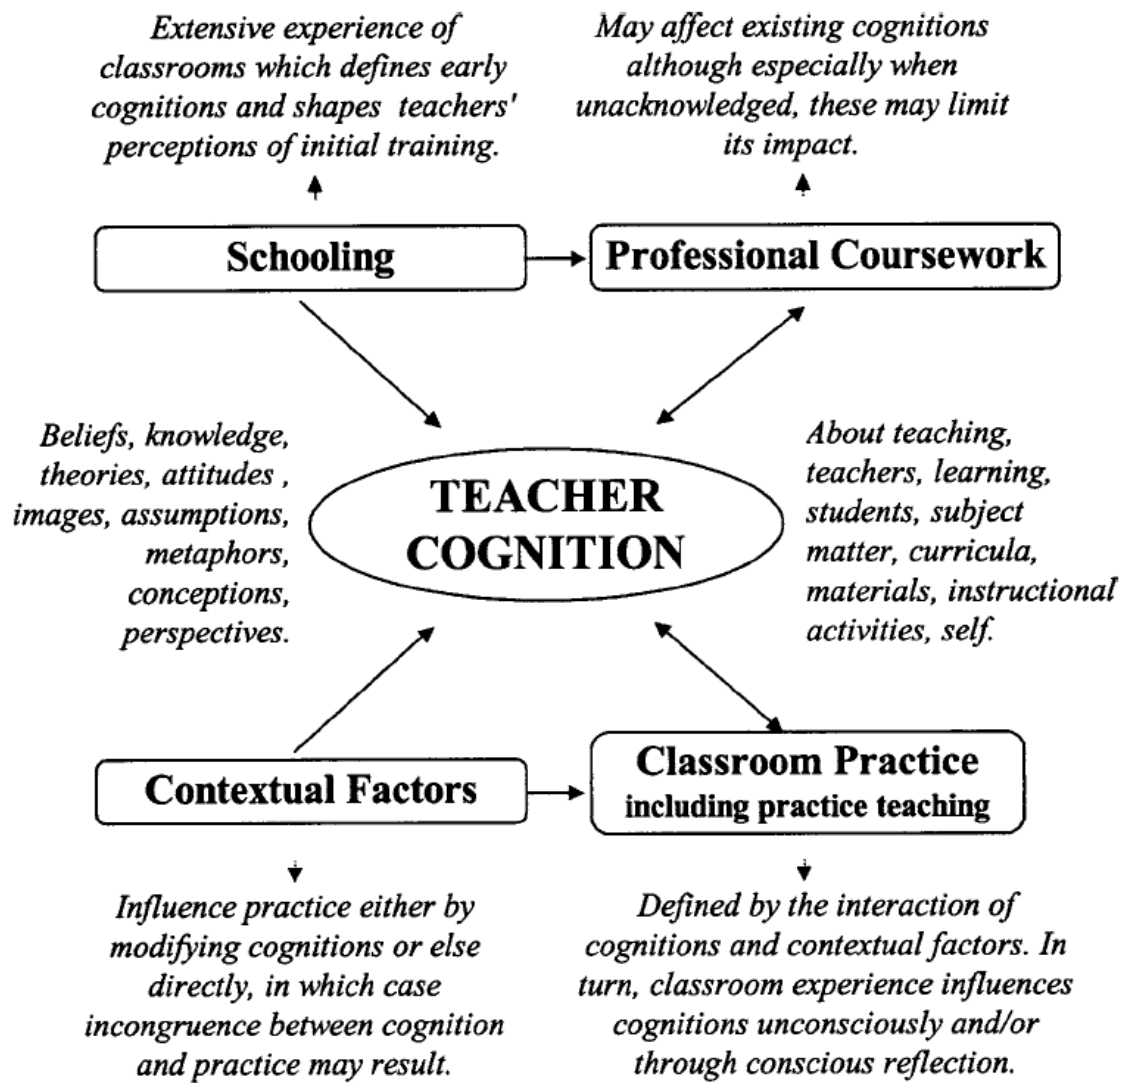 Extensive experience of
classrooms which defines early
cognitions and shapes teachers'
perceptions of initial training.
May affect existing cognitions
although especially when
unacknowledged, these may limit
its impact.
Schooling
Professional Coursework
Beliefs, knowledge,
theories, attitudes ,
images, assumptions,
metaphors,
conceptions,
perspectives.
TEACHER
COGNITION
About teaching,
teachers, learning,
students, subject
matter, curricula,
materials, instructional
activities, self.
Contextual Factors
Classroom Practice
including practice teaching
Influence practice either by
modifying cognitions or else
directly, in which case
incongruence between cognition
and practice may result.
Defined by the interaction of
cognitions and contextual factors. In
turn, classroom experience influences
cognitions unconsciously and/or
through conscious reflection.